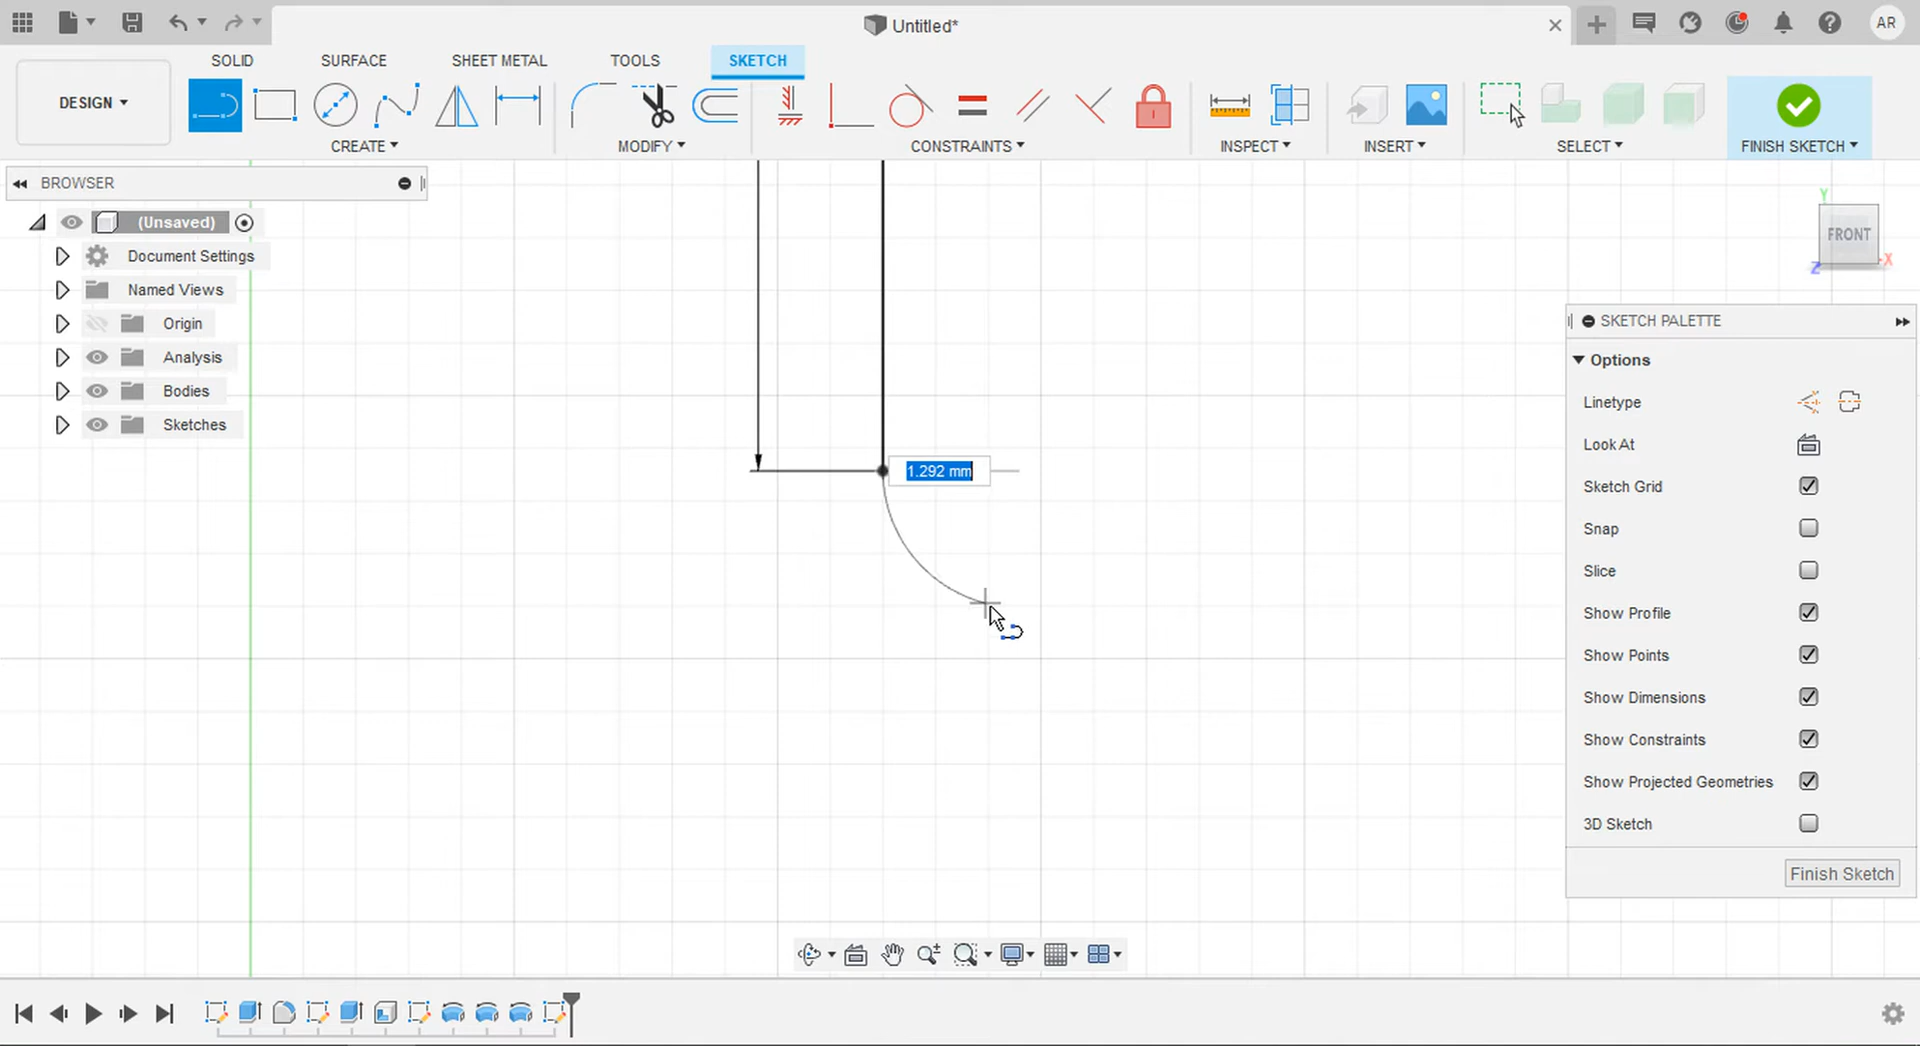 Untitled*
AR
DESIGN
SOLID
SURFACE
SHEET METAL
TOOLS
SKETCH
CREATE
MODIFY
CONSTRAINTS
INSPECT
INSERT
SELECT
FINISH SKETCH
BROWSER
(Unsaved)
Document Settings
Named Views
Origin
Analysis
Bodies
Sketches
1.292 mm
Y
FRONT
X
Z
SKETCH PALETTE
Options
Linetype
Look At
Sketch Grid
Snap
Slice
Show Profile
Show Points
Show Dimensions
Show Constraints
Show Projected Geometries
3D Sketch
Finish Sketch